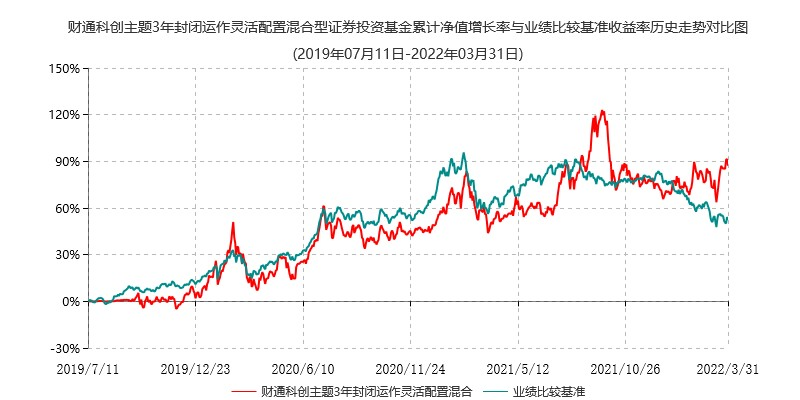 财通科创主题3年封闭运作灵活配置混合型证券投资基金累计净值增长率与业绩比较基准收益率历史走势对比图
(2019年07月11日-2022年03月31日)
150%
120%
90%
60%
30%
0%
-30%
2019/7/11 2019/12/23 2020/6/10 2020/11/24 2021/5/12 2021/10/26 2022/3/31
财通科创主题3年封闭运作灵活配置混合 业绩比较基准